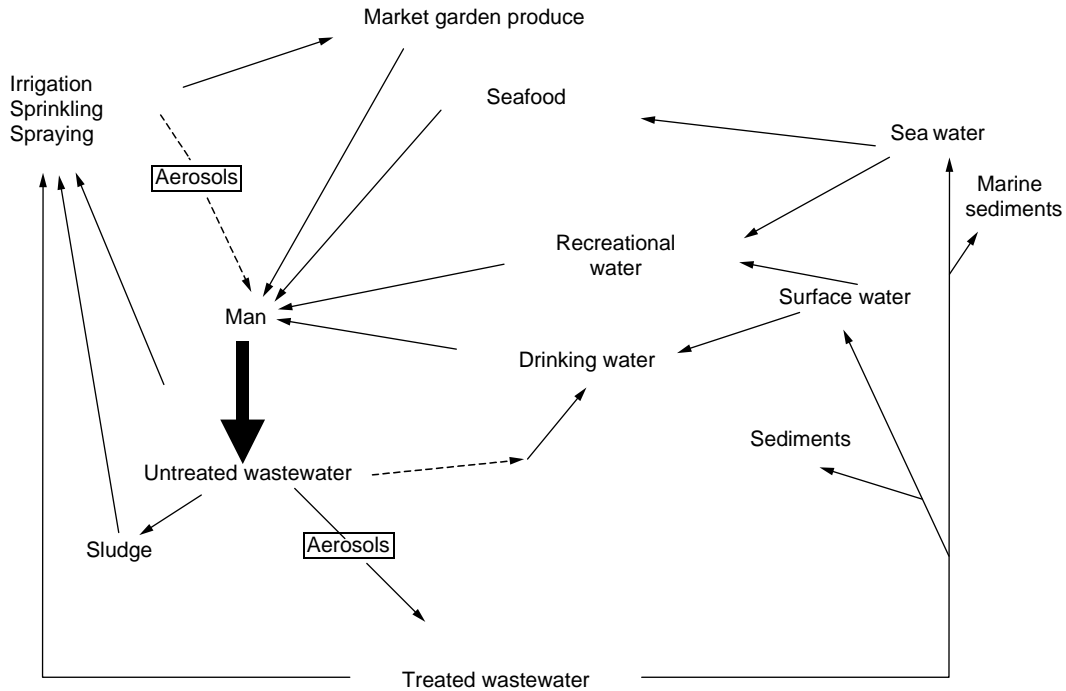 Market garden produce
Irrigation
Sprinkling
Spraying
Seafood
Sea water
Aerosols
Marine
sediments
Recreational
water
Surface water
Man
Drinking water
Sediments
Untreated wastewater
Aerosols
Sludge
Treated wastewater